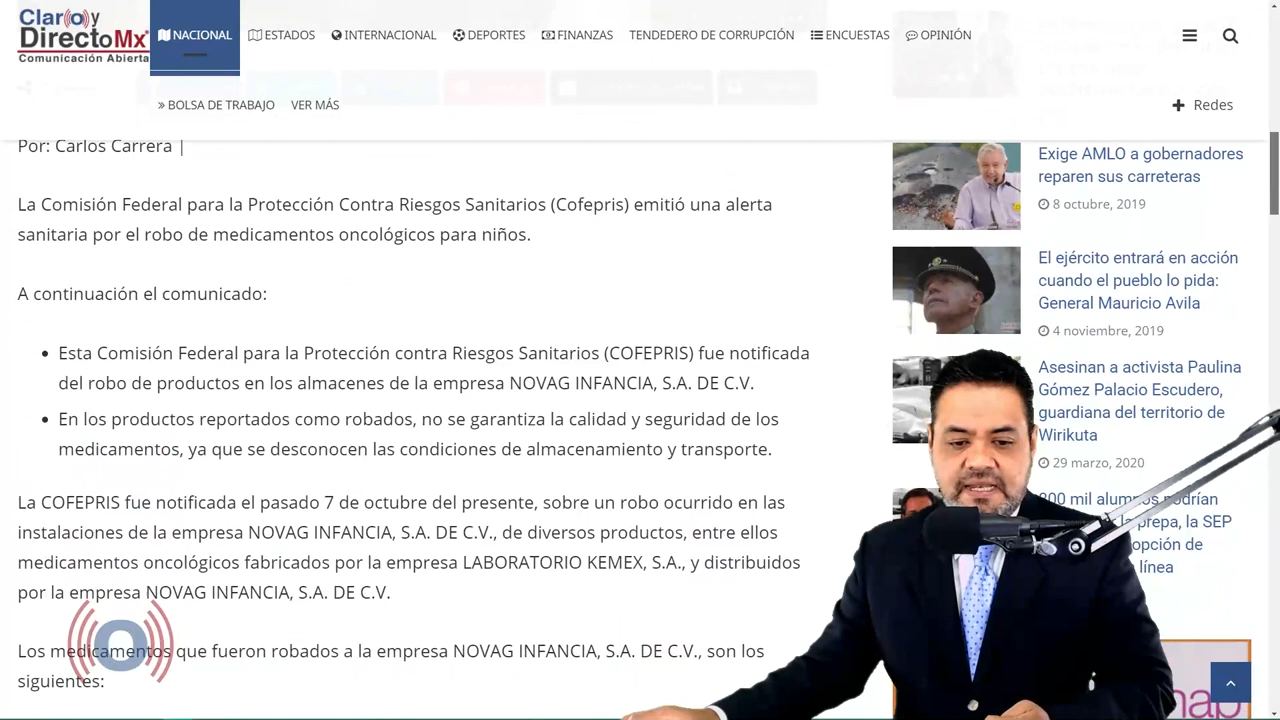 Claro y
DirectoMx
Comunicación Abierta
NACIONAL
ESTADOS
INTERNACIONAL
DEPORTES
FINANZAS
TENDEDERO DE CORRUPCIÓN
ENCUESTAS
OPINIÓN
» BOLSA DE TRABAJO
VER MÁS
+ Redes
Por: Carlos Carrera |
La Comisión Federal para la Protección Contra Riesgos Sanitarios (Cofepris) emitió una alerta
sanitaria por el robo de medicamentos oncológicos para niños.
A continuación el comunicado:
• Esta Comisión Federal para la Protección contra Riesgos Sanitarios (COFEPRIS) fue notificada
del robo de productos en los almacenes de la empresa NOVAG INFANCIA, S.A. DE C.V.
• En los productos reportados como robados, no se garantiza la calidad y seguridad de los
medicamentos, ya que se desconocen las condiciones de almacenamiento y transporte.
La COFEPRIS fue notificada el pasado 7 de octubre del presente, sobre un robo ocurrido en las
instalaciones de la empresa NOVAG INFANCIA, S.A. DE C.V., de diversos productos, entre ellos
medicamentos oncológicos fabricados por la empresa LABORATORIO KEMEX, S.A., y distribuidos
por la empresa NOVAG INFANCIA, S.A. DE C.V.
Los medicamentos que fueron robados a la empresa NOVAG INFANCIA, S.A. DE C.V., son los
siguientes:
Exige AMLO a gobernadores
reparen sus carreteras
8 octubre, 2019
El ejército entrará en acción
cuando el pueblo lo pida:
General Mauricio Avila
4 noviembre, 2019
Asesinan a activista Paulina
Gómez Palacio Escudero,
guardiana del territorio de
Wirikuta
29 marzo, 2020
800 mil alumnos podrían
la prepa, la SEP
opción de
línea